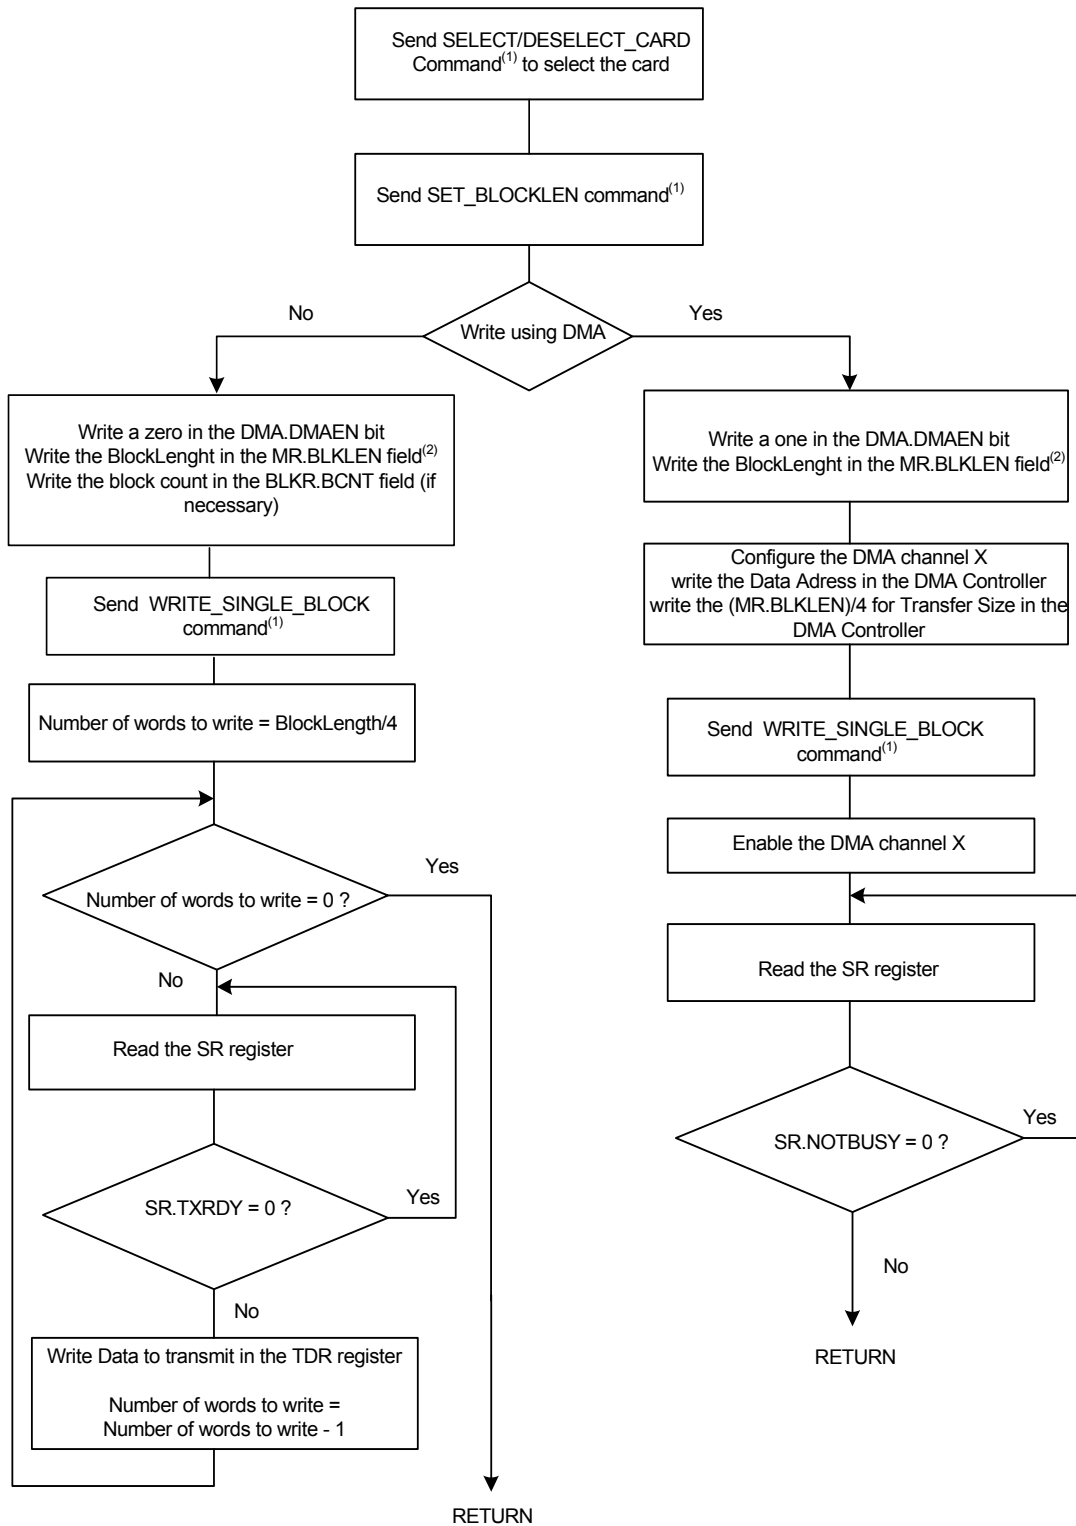 Send SELECT/DESELECT_CARD
Command(1) to select the card
Send SET_BLOCKLEN command(1)
Write using DMA
No
Yes
Write a zero in the DMA.DMAEN bit
Write the BlockLenght in the MR.BLKLEN field(2)
Write the block count in the BLKR.BCNT field (if
necessary)
Send WRITE_SINGLE_BLOCK
command(1)
Number of words to write = BlockLength/4
Number of words to write = 0 ?
Yes
No
Read the SR register
SR.TXRDY = 0 ?
Yes
No
Write Data to transmit in the TDR register
Number of words to write =
Number of words to write - 1
RETURN
Write a one in the DMA.DMAEN bit
Write the BlockLenght in the MR.BLKLEN field(2)
Configure the DMA channel X
write the Data Adress in the DMA Controller
write the (MR.BLKLEN)/4 for Transfer Size in the
DMA Controller
Send WRITE_SINGLE_BLOCK
command(1)
Enable the DMA channel X
Read the SR register
SR.NOTBUSY = 0 ?
Yes
No
RETURN